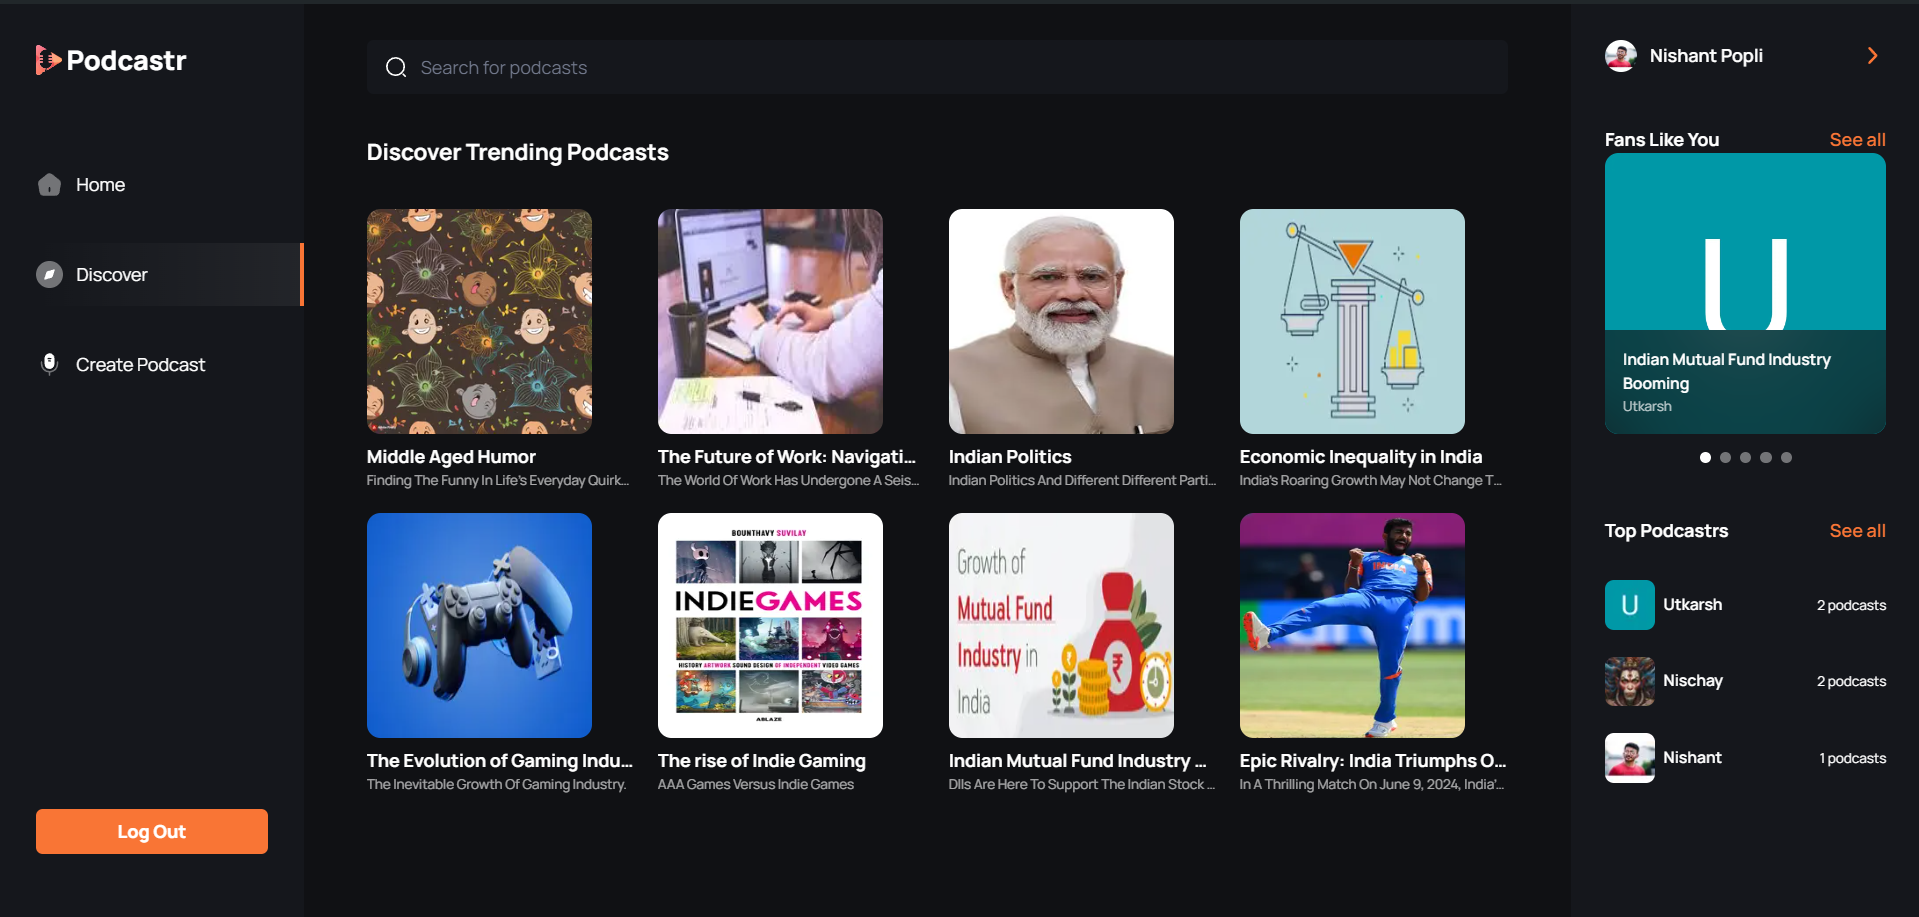 Podcastr
Home
Discover
Create Podcast
Log Out
Search for podcasts
Discover Trending Podcasts
Middle Aged Humor
Finding The Funny In Life's Everyday Quirk...
The Future of Work: Navigati...
The World Of Work Has Undergone A Seis...
Indian Politics
Indian Politics And Different Different Parti...
Economic Inequality in India
India's Roaring Growth May Not Change T...
BOUNTHAVY SUVILAY
INDIEGAMES
HISTORY ARTWORK SOUND DESIGN OF INDEPENDENT VIDEO GAMES
ABLAZE
Growth of
Mutual Fund
Industry in
India
The Evolution of Gaming Indu...
The Inevitable Growth Of Gaming Industry.
The rise of Indie Gaming
AAA Games Versus Indie Games
Indian Mutual Fund Industry ...
DIIs Are Here To Support The Indian Stock ...
Epic Rivalry: India Triumphs O...
In A Thrilling Match On June 9, 2024, India'...
Nishant Popli
Fans Like You
See all
U
Indian Mutual Fund Industry
Booming
Utkarsh
Top Podcastrs
See all
U
Utkarsh
2 podcasts
Nischay
2 podcasts
Nishant
1 podcasts